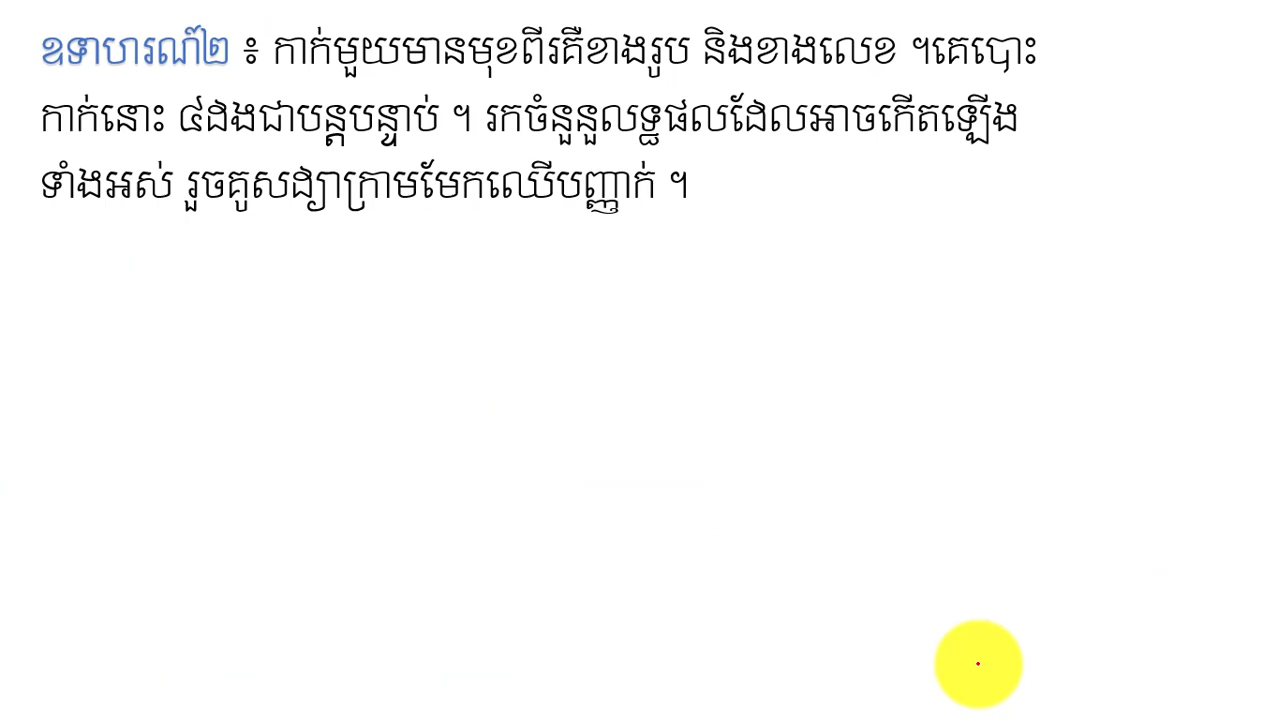 ឧទាហរណ៍២ ៖ កាក់មួយមានមុខពីរគឺខាងរូប និងខាងលេខ ។គេបោះ
កាក់នោះ ៤ដងជាបន្តបន្ទាប់ ។ រកចំនួនួលទ្ធផលដែលអាចកើតឡើង
ទាំងអស់ រួចគូសដ្យាក្រាមមែកឈើបញ្ញាក់ ។